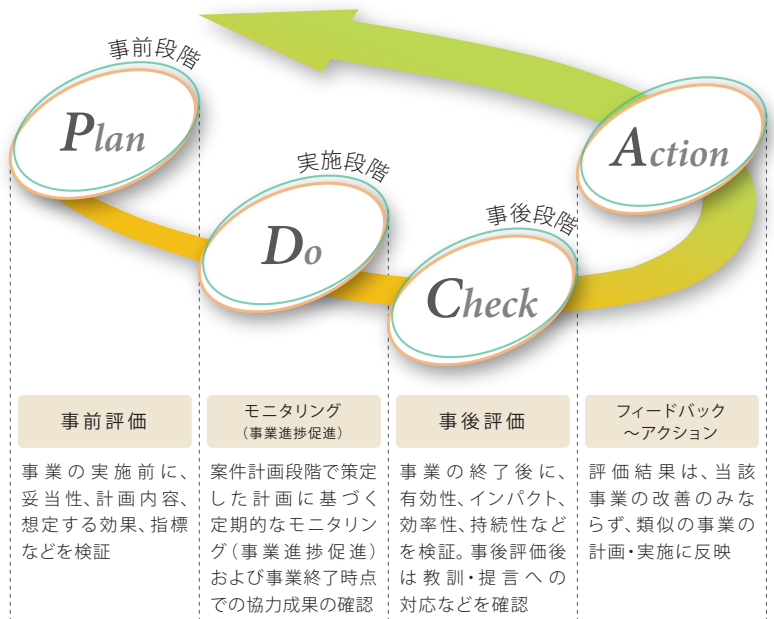 事前段階
Plan
実施段階
Do
事後段階
Check
Action
事前評価
事業の実施前に、
妥当性、計画内容、
想定する効果、指標
などを検証
モニタリング
（事業進捗促進）
案件計画段階で策定
した計画に基づく
定期的なモニタリン
グ（事業進捗促進）
および事業終了時点
での協力成果の確認
事後評価
事業の終了後に、
有効性、インパクト、
効率性、持続性など
を検証。事後評価後
は教訓・提言への
対応などを確認
フィードバック
～アクション
評価結果は、当該
事業の改善のみな
らず、類似の事業の
計画・実施に反映